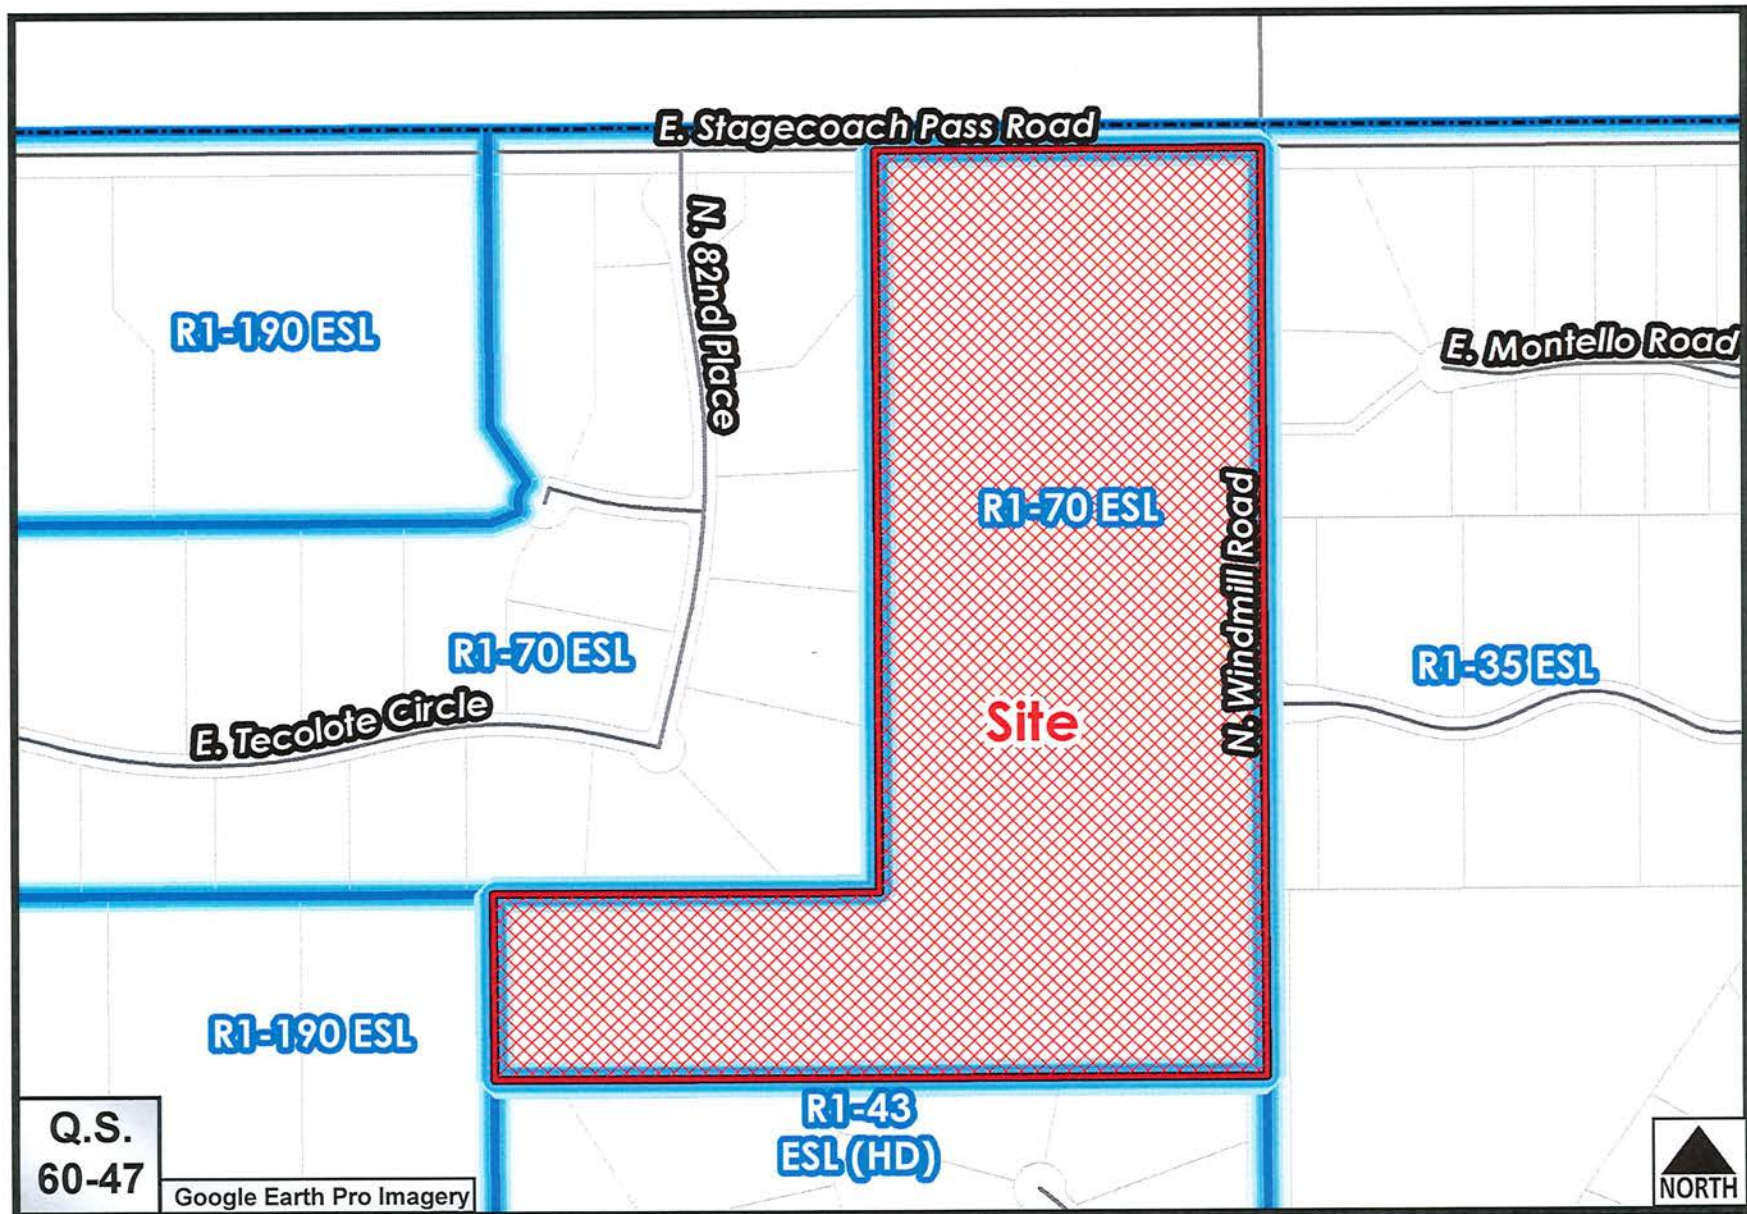 E. Stagecoach Pass Road
N. 82nd Place
R1-190 ESL
E. Montello Road
R1-70 ESL
N. Windmill Road
R1-70 ESL
R1-35 ESL
E. Tecolote Circle
Site
R1-190 ESL
R1-43
ESL (HD)
Q.S.
60-47
Google Earth Pro Imagery
NORTH